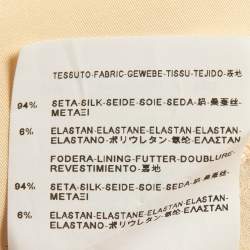 TESSUTO-FABRIC-GEWEBE-TISSU-TEJIDO-表地
94% SETA-SILK-SEIDE-SOIE-SEDA-絹-桑蚕丝-
ΜΕΤΑΞΙ
6% ELASTAN-ELASTANE-ELASTAN-ELASTHANNE-
ELASTANO-ポリウレタン-氨纶-ΕΛΑΣΤΑΝ
FODERA-LINING-FUTTER-DOUBLURE-
REVESTIMIENTO-裏地
94% SETA-SILK-SEIDE-SOIE-SEDA-絹-桑蚕丝-
ΜΕΤΑΞΙ
6% ELASTAN-ELASTANE-ELASTAN-ELASTHANNE-
ELASTANO-ポリウレタン-氨纶-ΕΛΑΣΤΑΝ